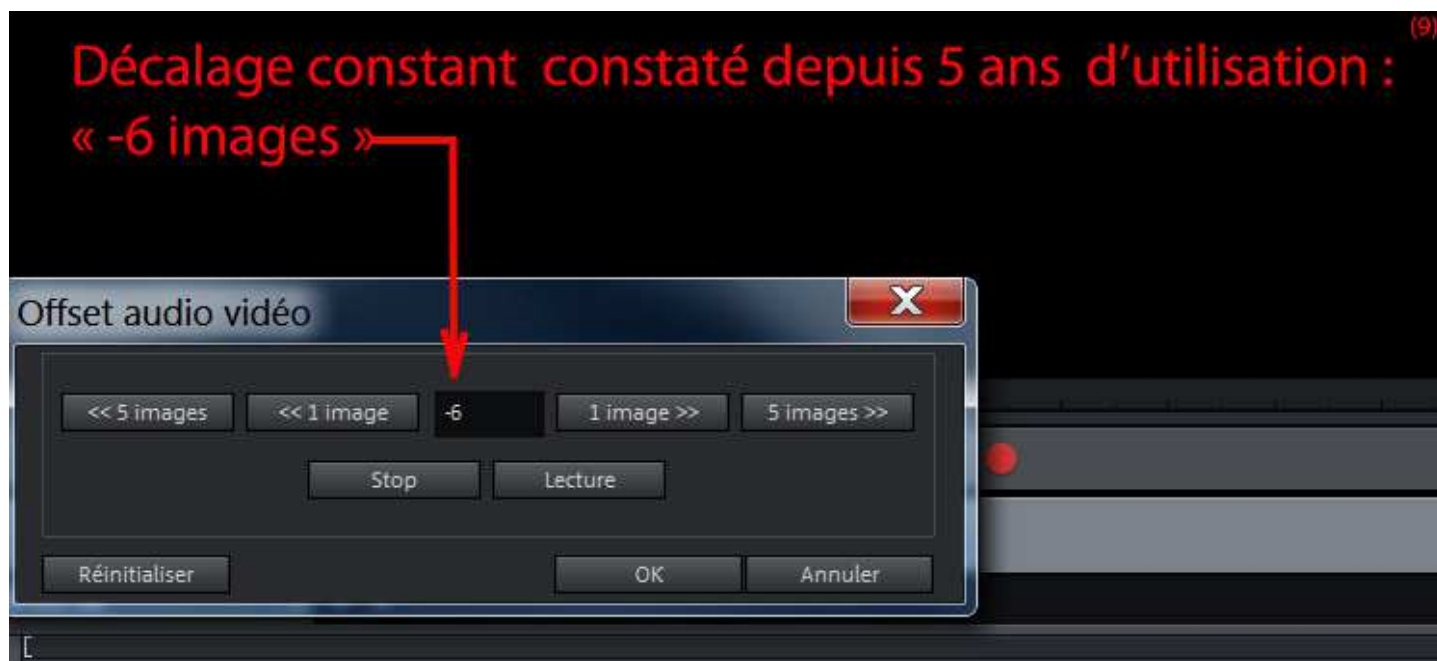 (9)
Décalage constant constaté depuis 5 ans d’utilisation :
« -6 images »
Offset audio vidéo
<< 5 images << 1 image -6 1 image >> 5 images >>
Stop Lecture
Réinitialiser OK Annuler
[